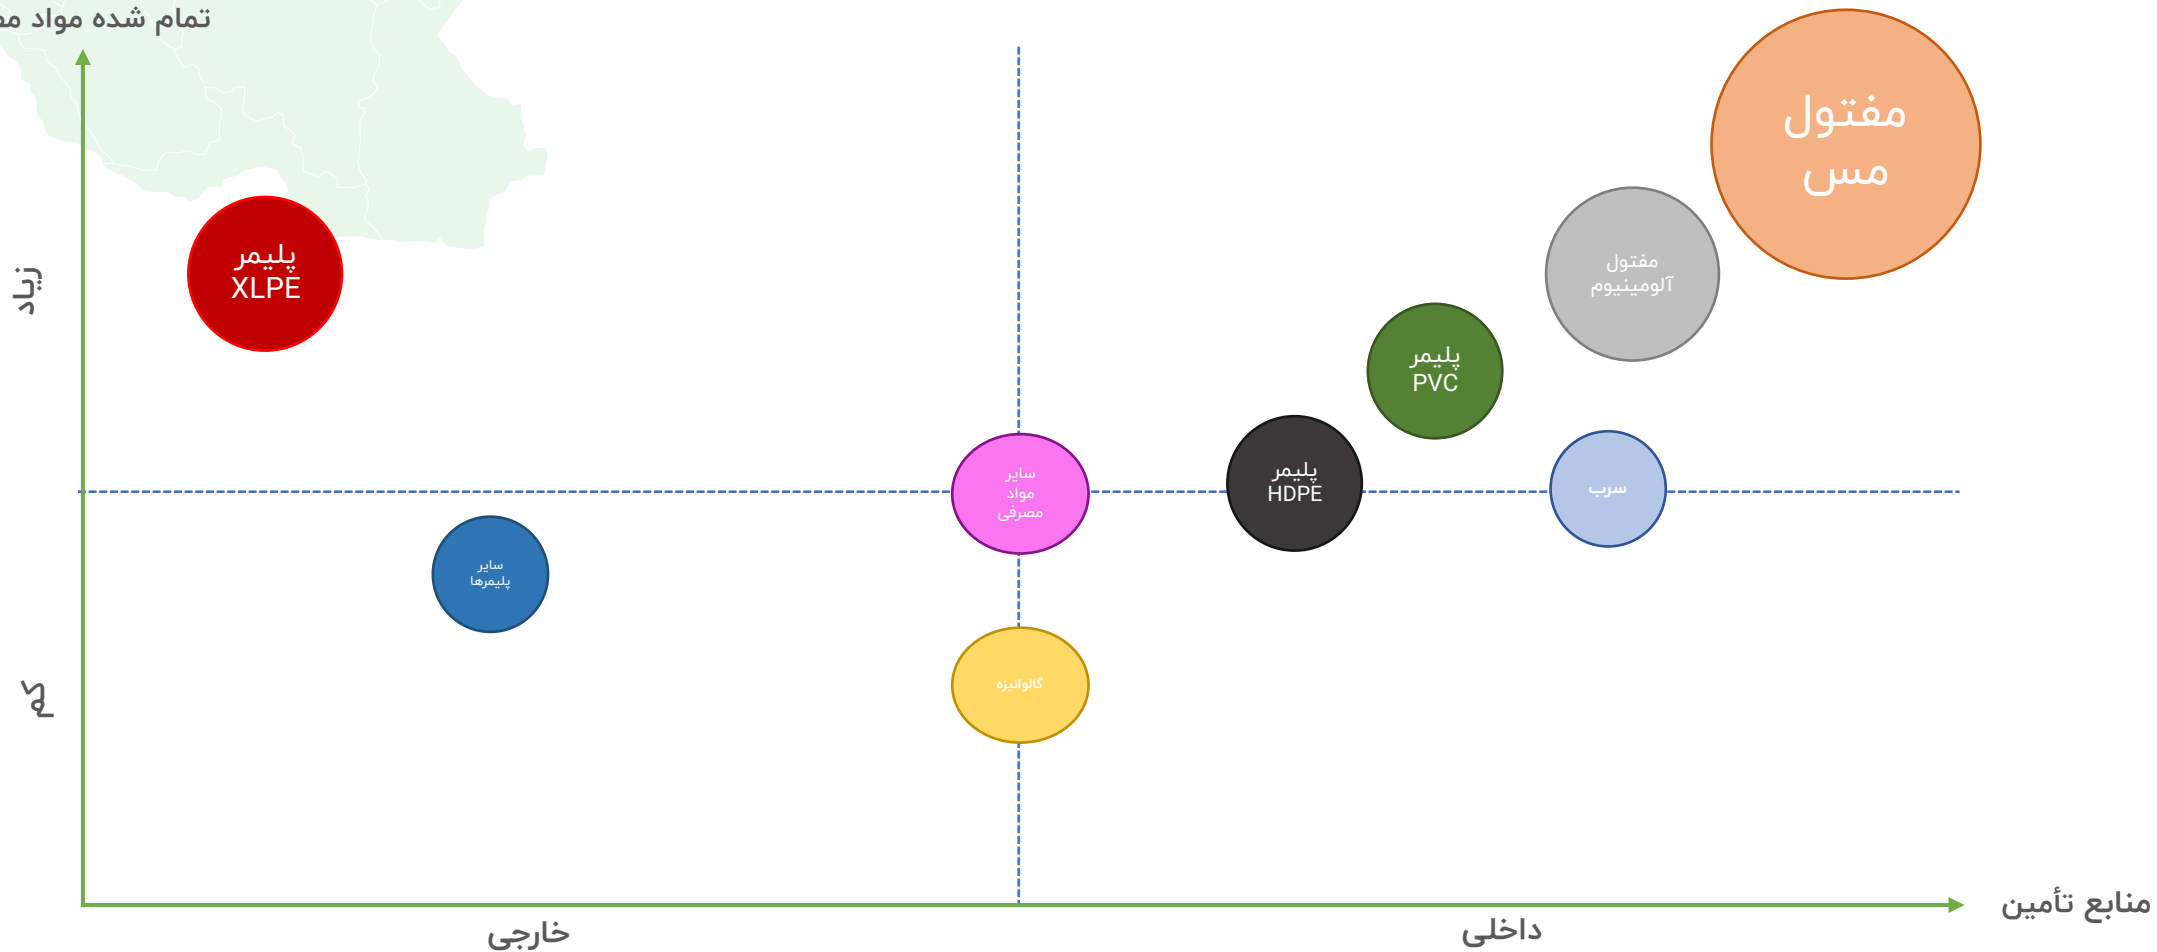 تمام شده مواد
زیاد
کم
مفتول
مس
پلیمر
XLPE
مفتول
آلومینیوم
پلیمر
PVC
پلیمر
HDPE
سرب
سایر
مواد
مصرفی
سایر
پلیمرها
گالوانیزه
منابع تأمین
خارجی
داخلی